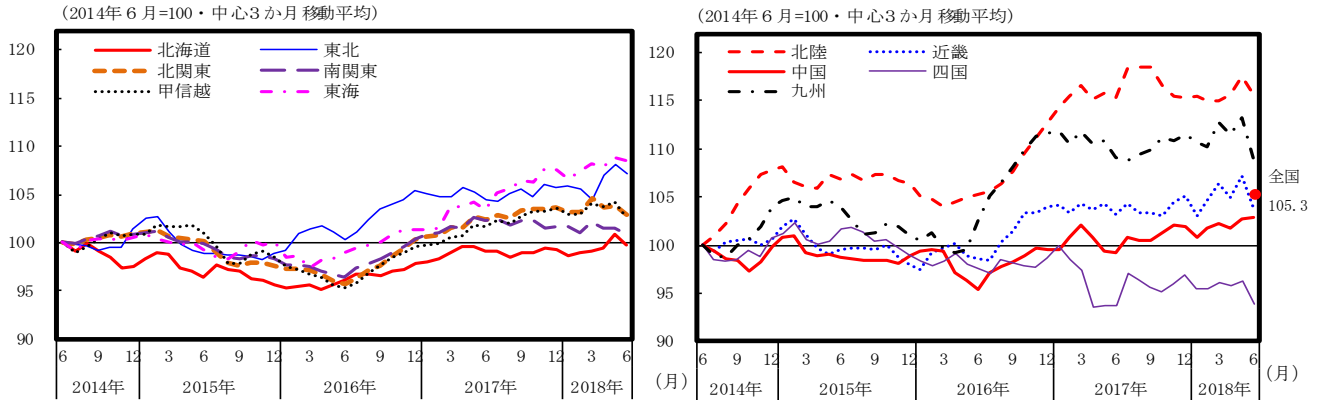 (2014年６月=100・中心３か月移動平均)
北海道
東北
北関東
南関東
甲信越
東海
120
115
110
105
100
95
90
6 9 12 3 6 9 12 3 6 9 12 3 6 9 12 3 6
2014年 2015年 2016年 2017年 2018年
(月)
(2014年６月=100・中心３か月移動平均)
北陸
近畿
中国
四国
九州
120
115
110
105
100
95
90
全国
105.3
6 9 12 3 6 9 12 3 6 9 12 3 6 9 12 3 6
2014年 2015年 2016年 2017年 2018年
(月)